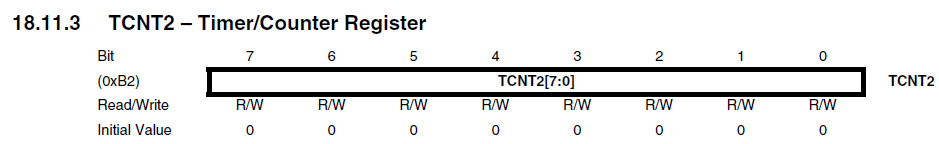 18.11.3 TCNT2 – Timer/Counter Register
Bit 7 6 5 4 3 2 1 0
(0xB2) TCNT2[7:0] TCNT2
Read/Write R/W R/W R/W R/W R/W R/W R/W R/W
Initial Value 0 0 0 0 0 0 0 0